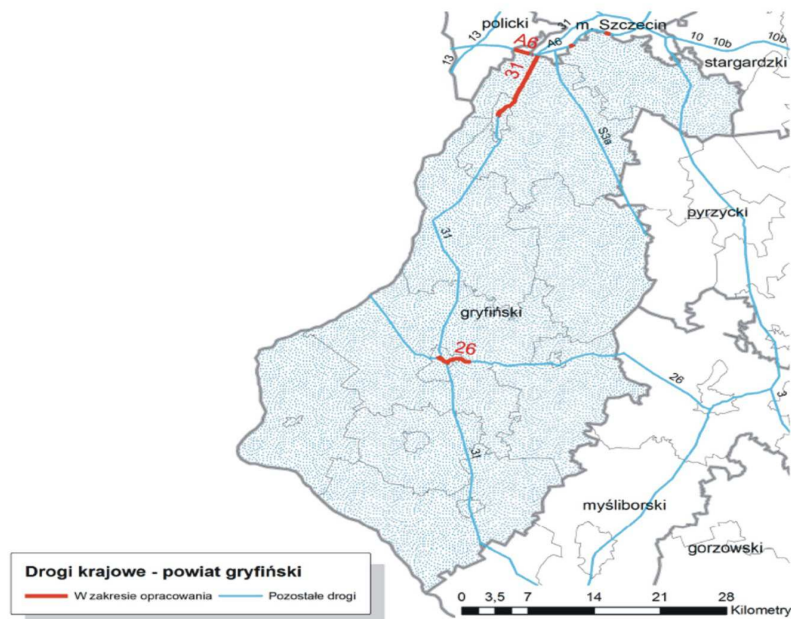 policki
31
m. Szczecin
A6
A6
13
13
10
10b
10b
stargardzki
31
S3a
pyrzycki
31
gryfiński
26
26
3
31
myśliborski
gorzowski
Drogi krajowe - powiat gryfiński
W zakresie opracowania
Pozostałe drogi
0 3,5 7 14 21 28
Kilometry